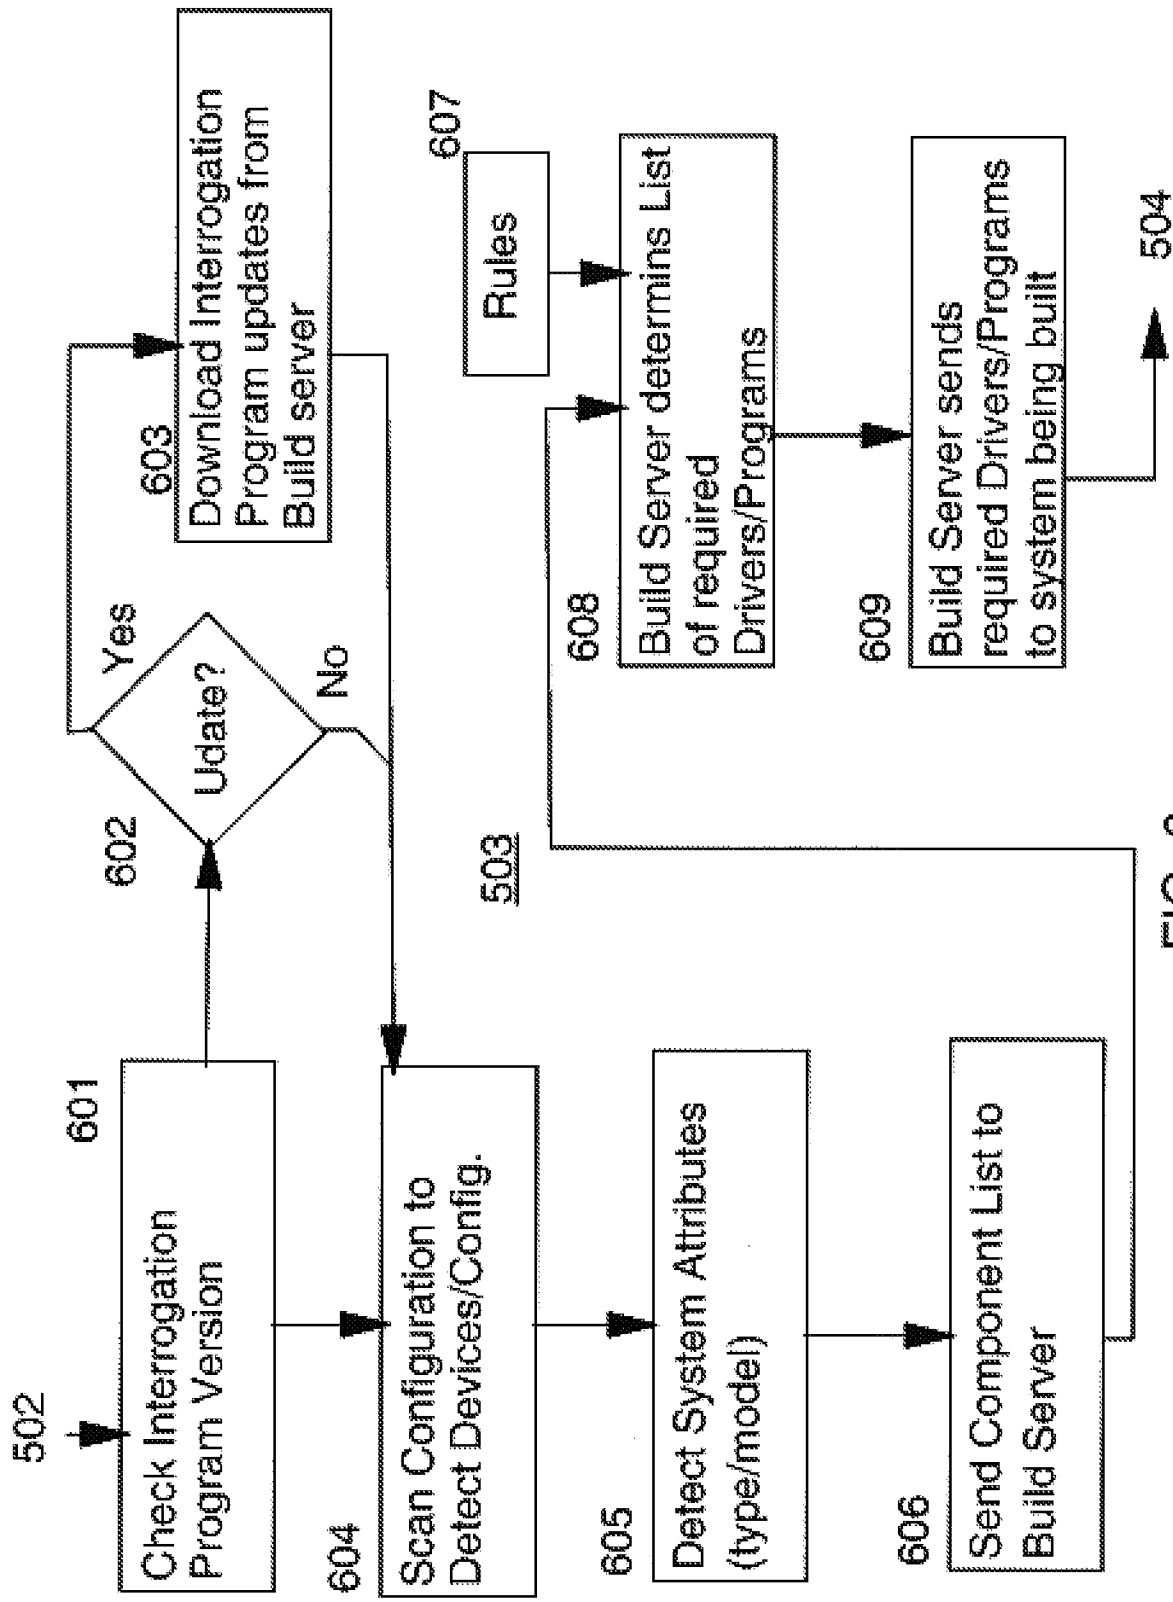 502
601
Check Interrogation
Program Version
602
Udate?
Yes
No
603
Download Interrogation
Program updates from
Build server
604
Scan Configuration to
Detect Devices/Config.
605
Detect System Attributes
(type/model)
606
Send Component List to
Build Server
503
607
Rules
608
Build Server determins List
of required
Drivers/Programs
609
Build Server sends
required Drivers/Programs
to system being built
504
FIG.